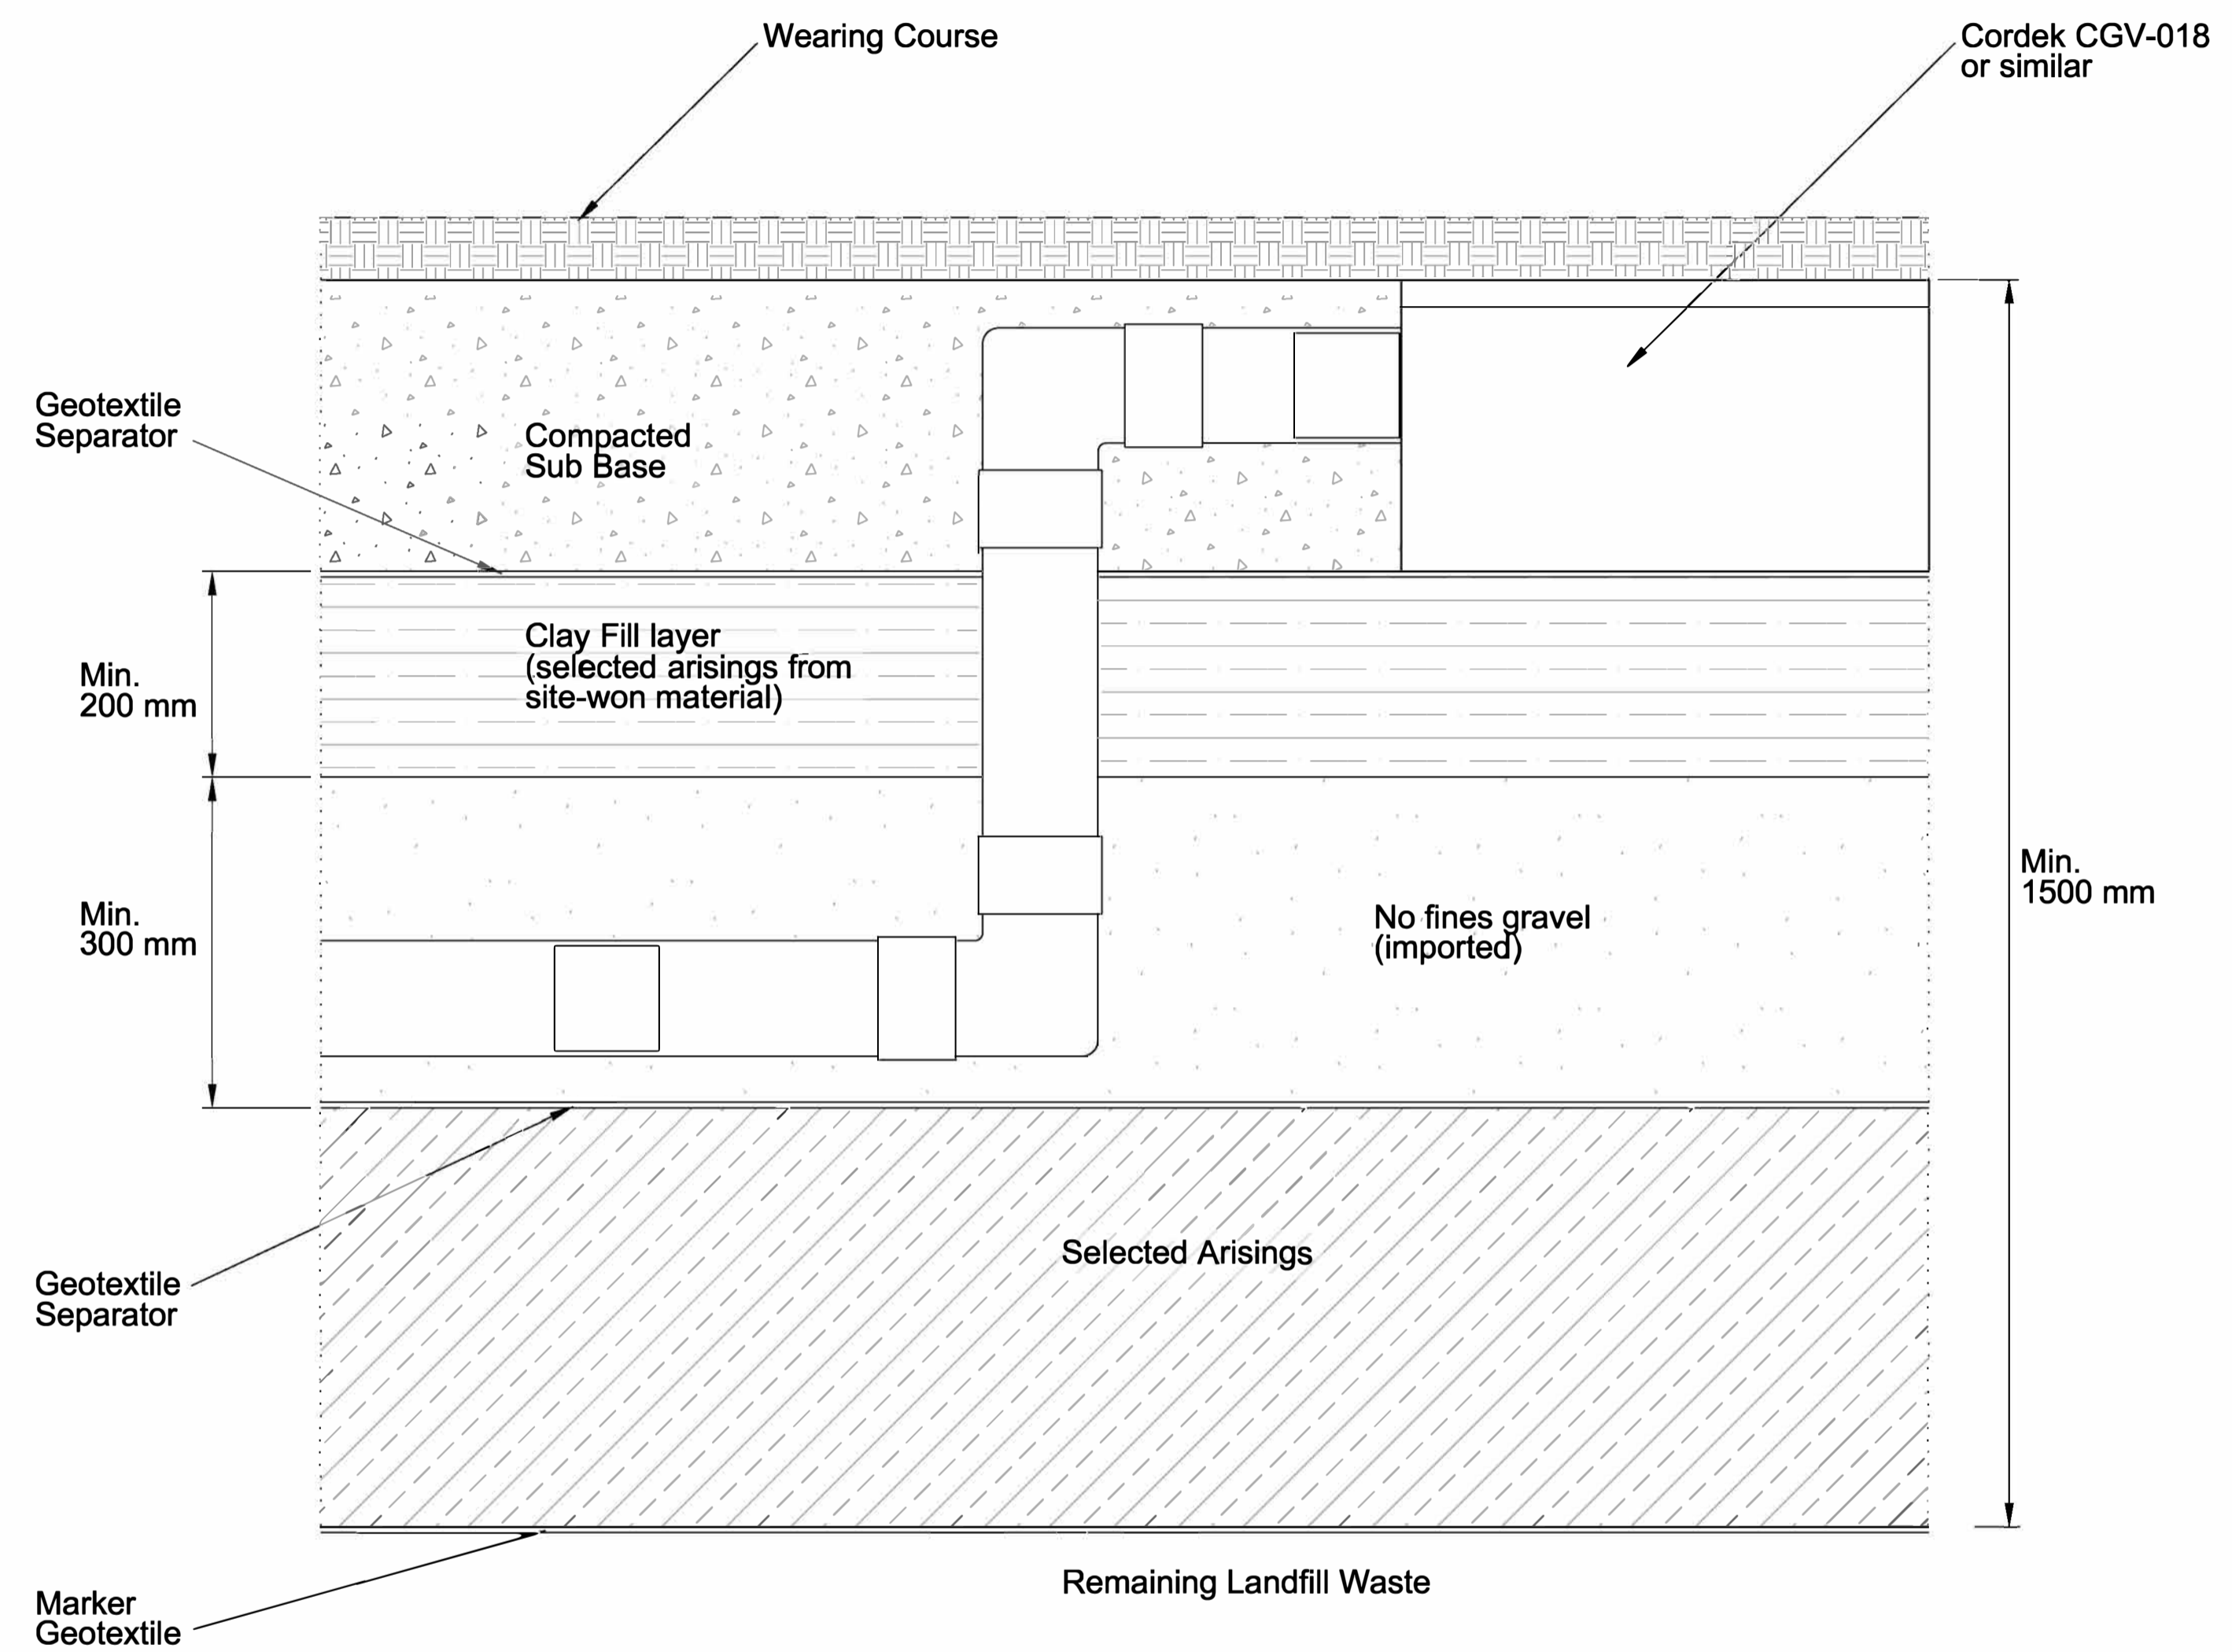 Wearing Course
Cordek CGV-018
or similar
Geotextile
Separator
Compacted
Sub Base
Clay Fill layer
(selected arisings from
site-won material)
Min.
200 mm
Min.
1500 mm
Min.
300 mm
No fines gravel
(imported)
Selected Arisings
Geotextile
Separator
Remaining Landfill Waste
Marker
Geotextile